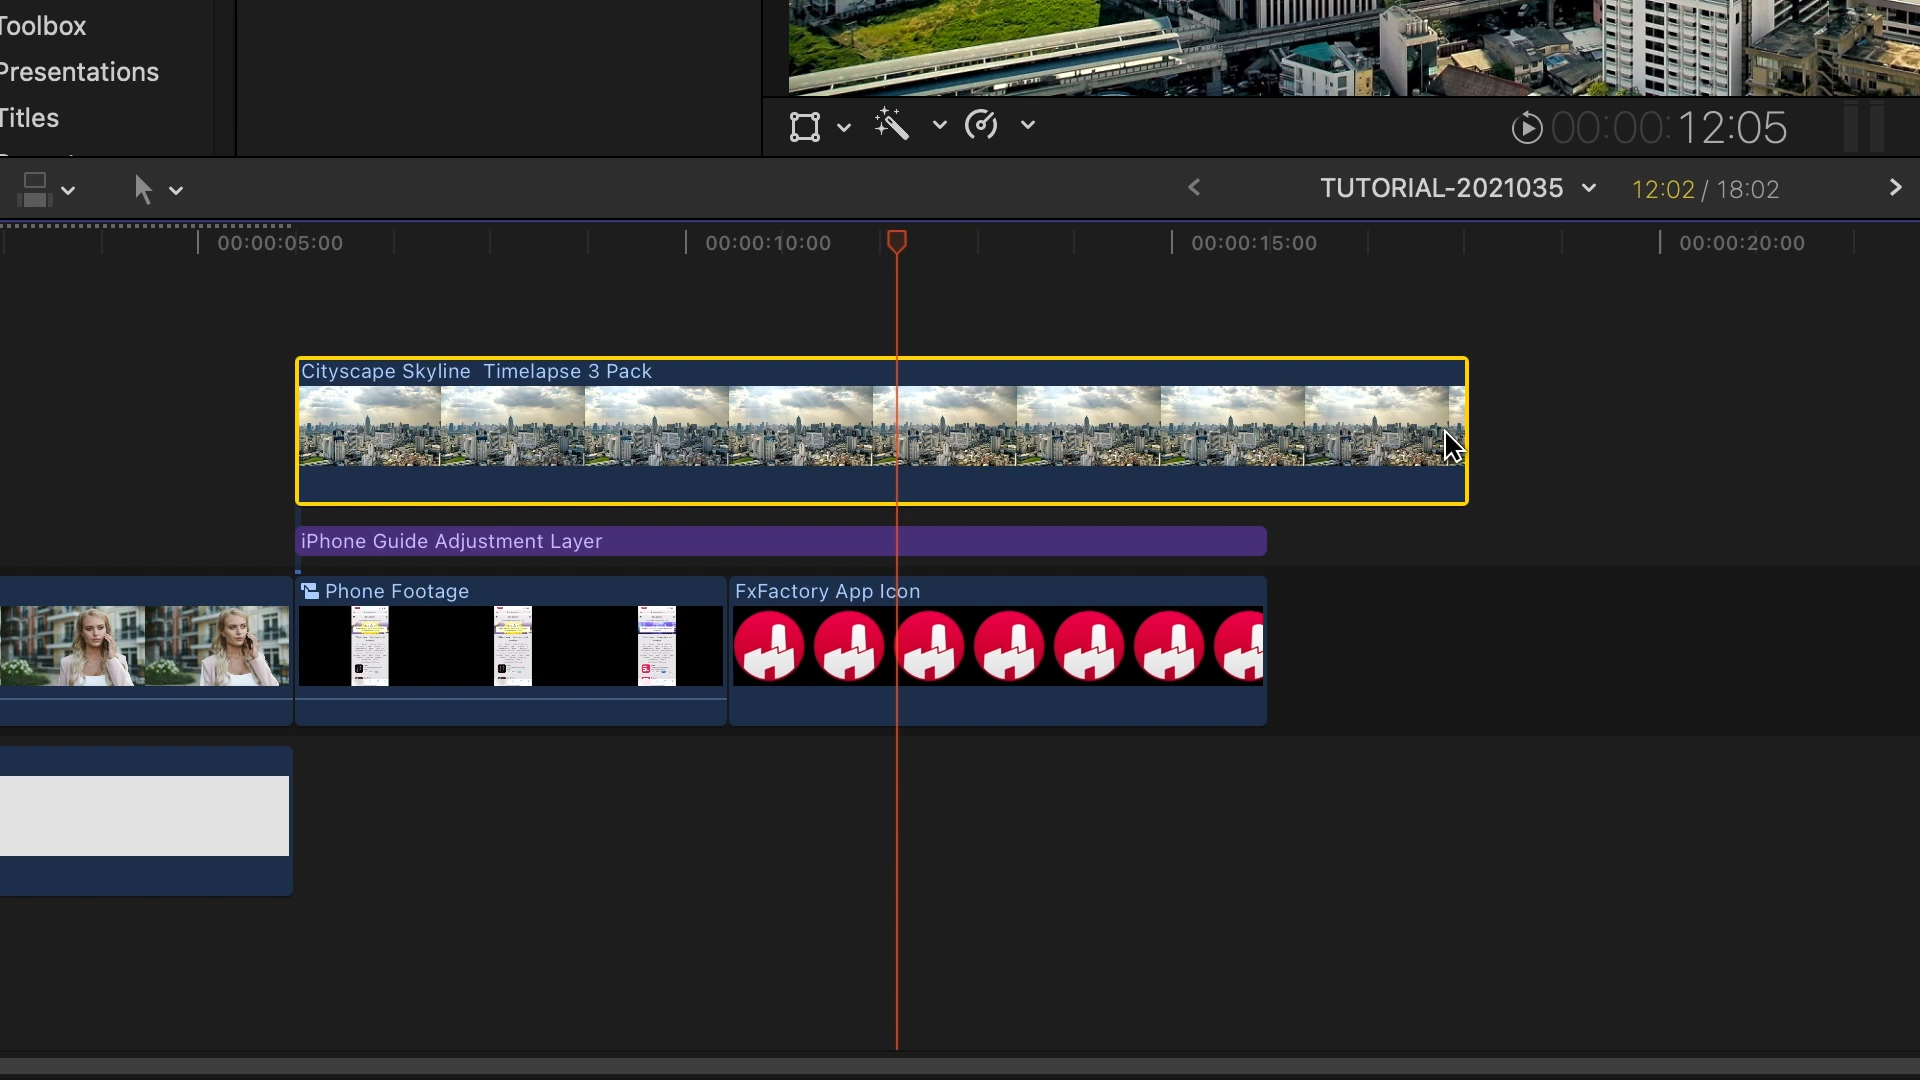 Toolbox
Presentations
Titles
00:00:12:05
TUTORIAL-2021035
12:02 / 18:02
00:00:05:00
00:00:10:00
00:00:15:00
00:00:20:00
Cityscape Skyline Timelapse 3 Pack
iPhone Guide Adjustment Layer
Phone Footage
FxFactory App Icon